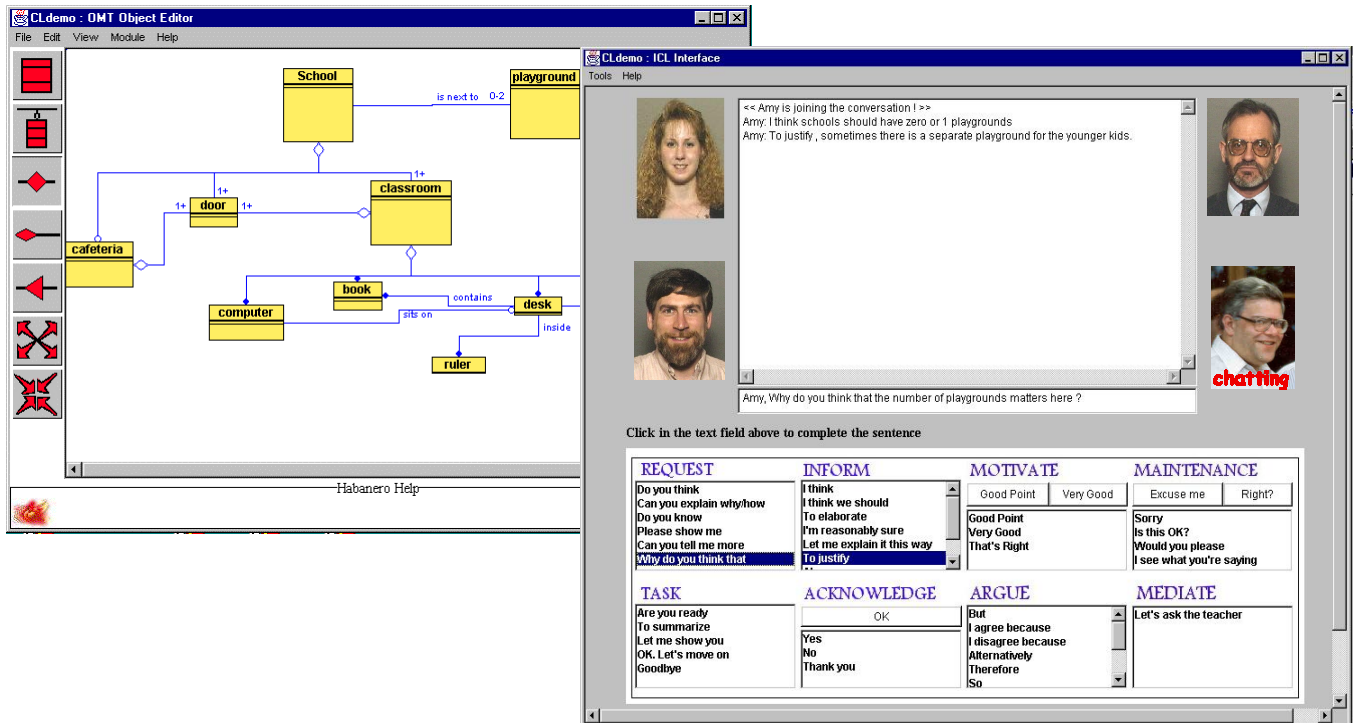 CLdemo : OMT Object Editor
File Edit View Module Help
School
playground
is next to 0-2
1+
classroom
1+
1+ door 1+
cafeteria
book
contains
computer
desk
sits on
inside
ruler
Habanero Help
CLdemo : ICL Interface
Tools Help
<< Amy is joining the conversation ! >>
Amy: I think schools should have zero or 1 playgrounds
Amy: To justify , sometimes there is a separate playground for the younger kids.
chatting
Amy, Why do you think that the number of playgrounds matters here ?
Click in the text field above to complete the sentence
REQUEST
Do you think
Can you explain why/how
Do you know
Please show me
Can you tell me more
Why do you think that
INFORM
I think
I think we should
To elaborate
I'm reasonably sure
Let me explain it this way
To justify
MOTIVATE
Good Point Very Good
Good Point
Very Good
That's Right
MAINTENANCE
Excuse me Right?
Sorry
Is this OK?
Would you please
I see what you're saying
TASK
Are you ready
To summarize
Let me show you
OK. Let's move on
Goodbye
ACKNOWLEDGE
OK
Yes
No
Thank you
ARGUE
But
I agree because
I disagree because
Alternatively
Therefore
So
MEDIATE
Let's ask the teacher